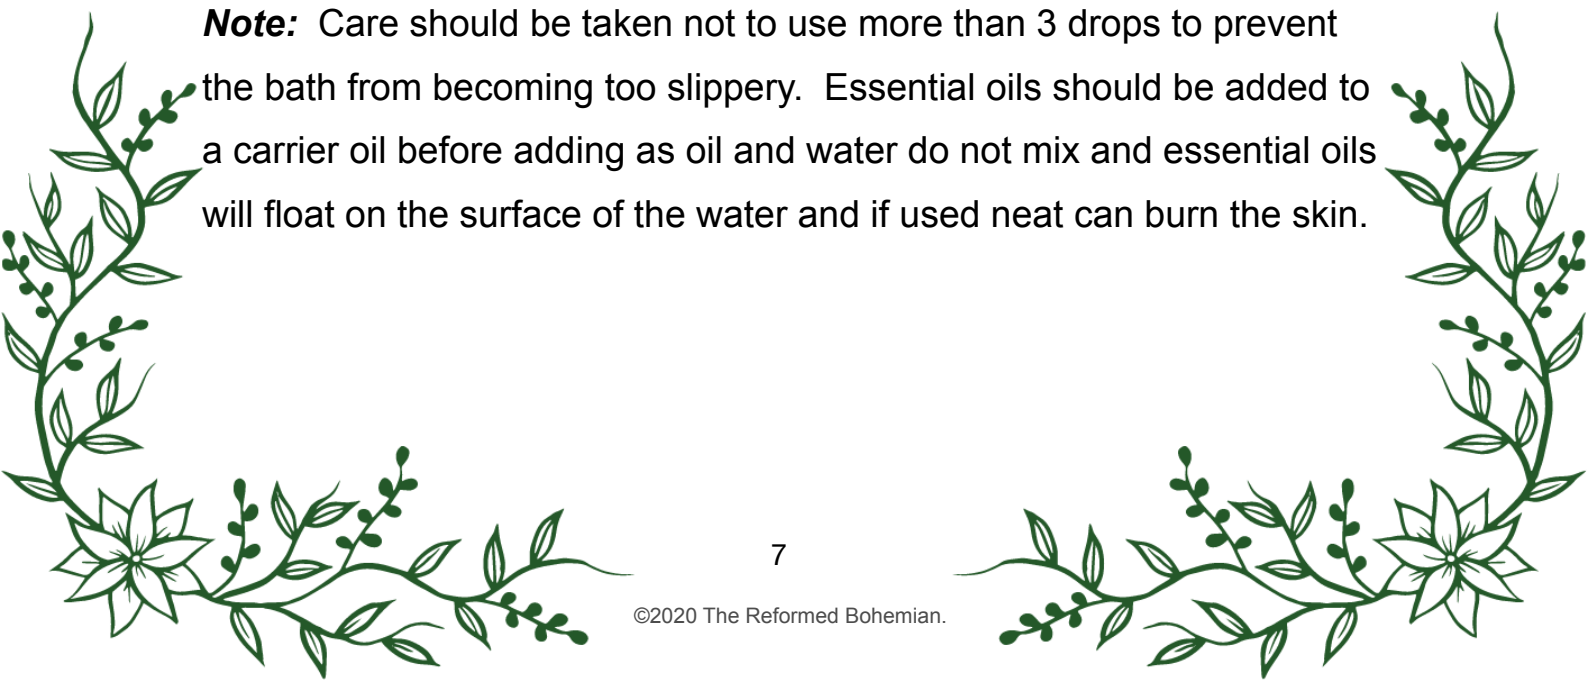 Note:  Care should be taken not to use more than 3 drops to prevent
the bath from becoming too slippery.  Essential oils should be added to
a carrier oil before adding as oil and water do not mix and essential oils
will float on the surface of the water and if used neat can burn the skin.
7
©2020 The Reformed Bohemian.